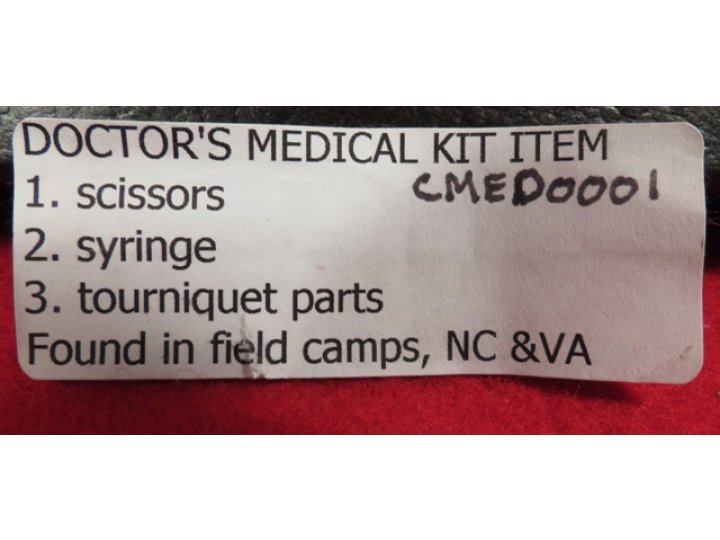 DOCTOR'S MEDICAL KIT ITEM
1. scissors CMED0001
2. syringe
3. tourniquet parts
Found in field camps, NC &VA